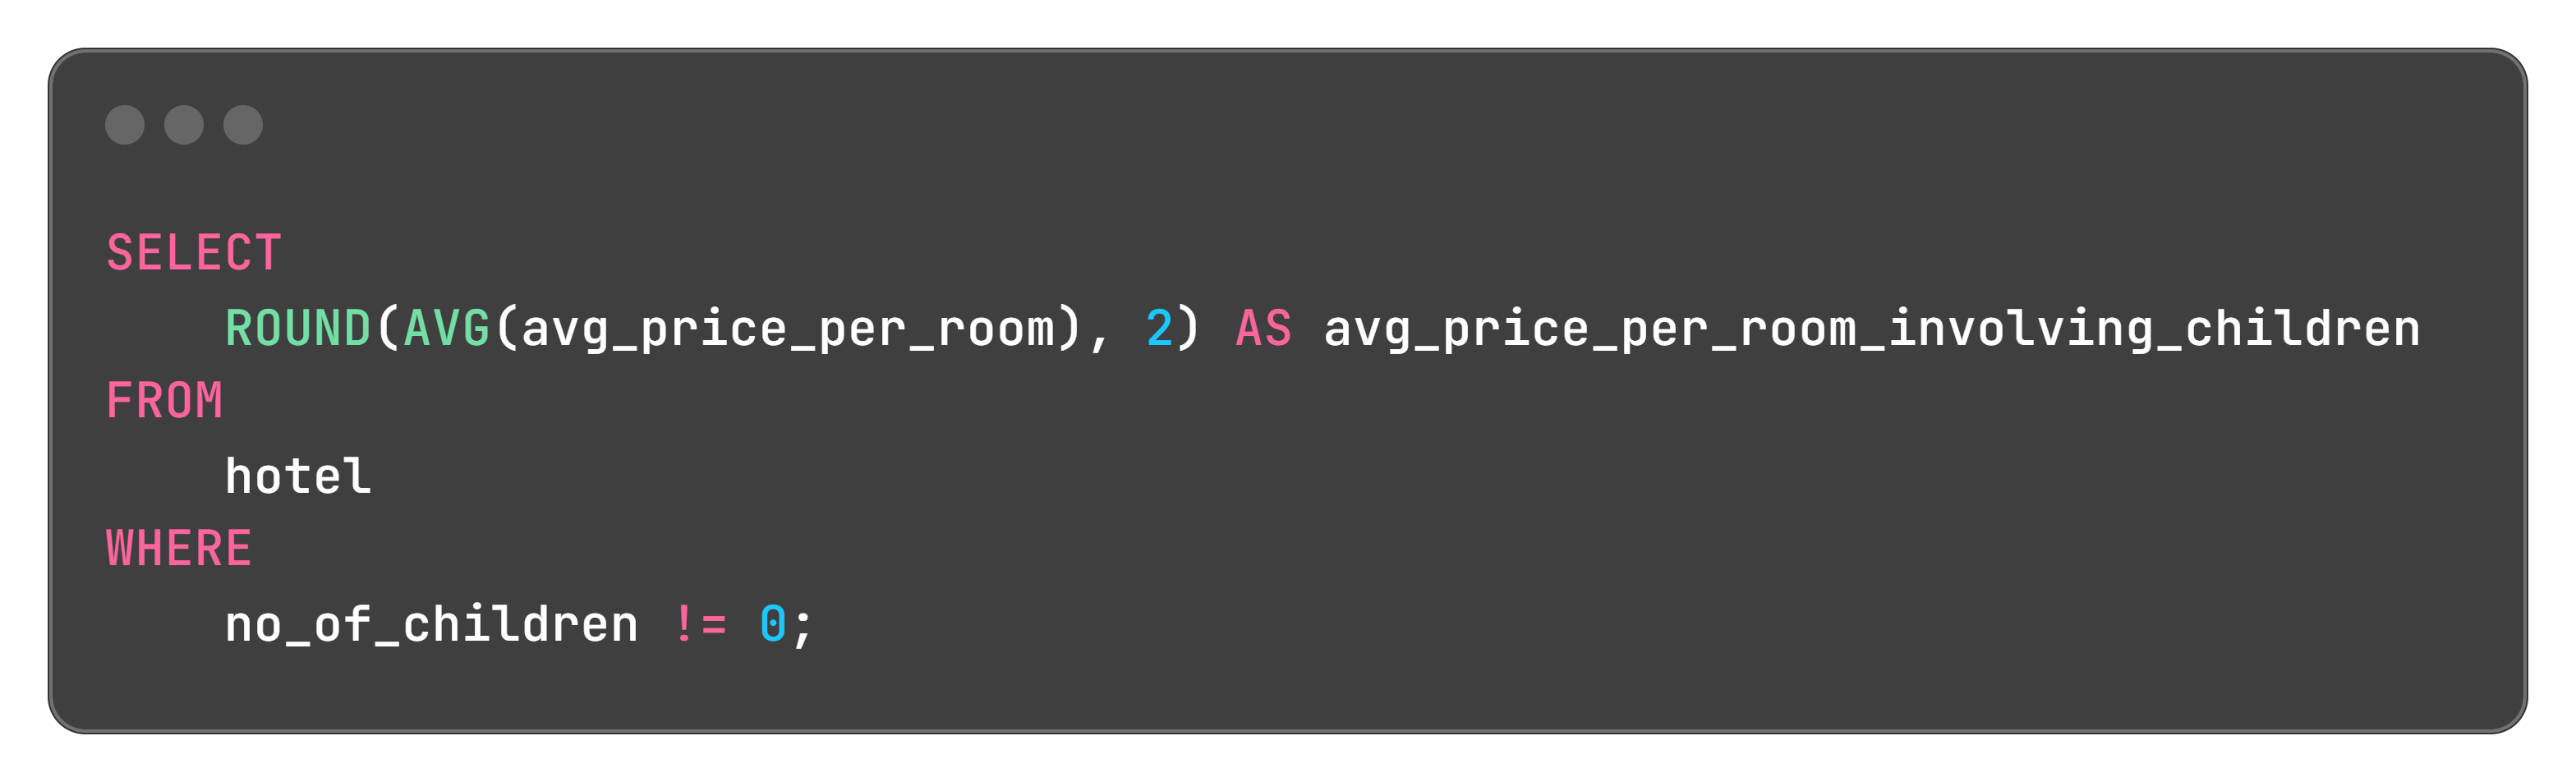 SELECT
    ROUND(AVG(avg_price_per_room), 2) AS avg_price_per_room_involving_children
FROM
    hotel
WHERE
    no_of_children != 0;